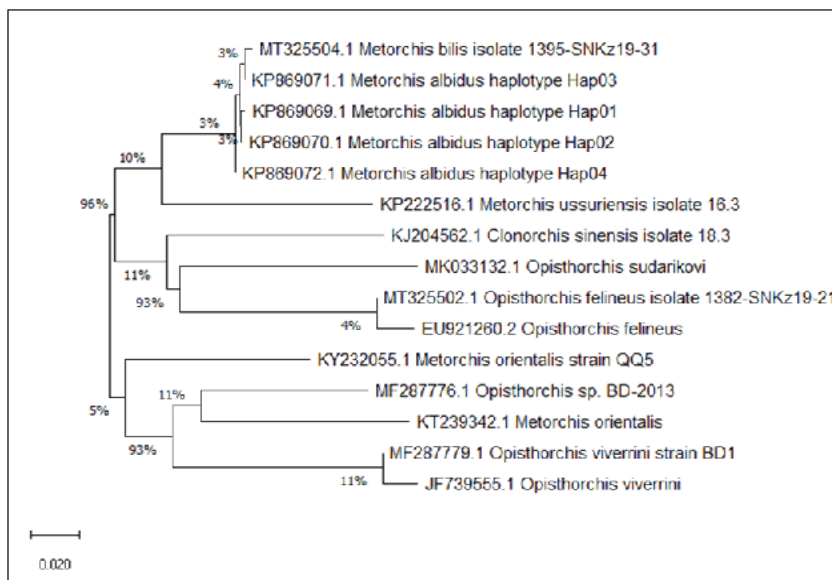 3%
MT325504.1 Metorchis bilis isolate 1395-SNKz19-31
4%
KP869071.1 Metorchis albidus haplotype Hap03
3%
KP869069.1 Metorchis albidus haplotype Hap01
3%
KP869070.1 Metorchis albidus haplotype Hap02
10%
KP869072.1 Metorchis albidus haplotype Hap04
96%
KP222516.1 Metorchis ussuriensis isolate 16.3
KJ204562.1 Clonorchis sinensis isolate 18.3
11%
MK033132.1 Opisthorchis sudarikovi
93%
MT325502.1 Opisthorchis felineus isolate 1382-SNKz19-21
4%
EU921260.2 Opisthorchis felineus
KY232055.1 Metorchis orientalis strain QQ5
5%
11%
MF287776.1 Opisthorchis sp. BD-2013
KT239342.1 Metorchis orientalis
93%
MF287779.1 Opisthorchis viverrini strain BD1
11%
JF739555.1 Opisthorchis viverrini
0.020